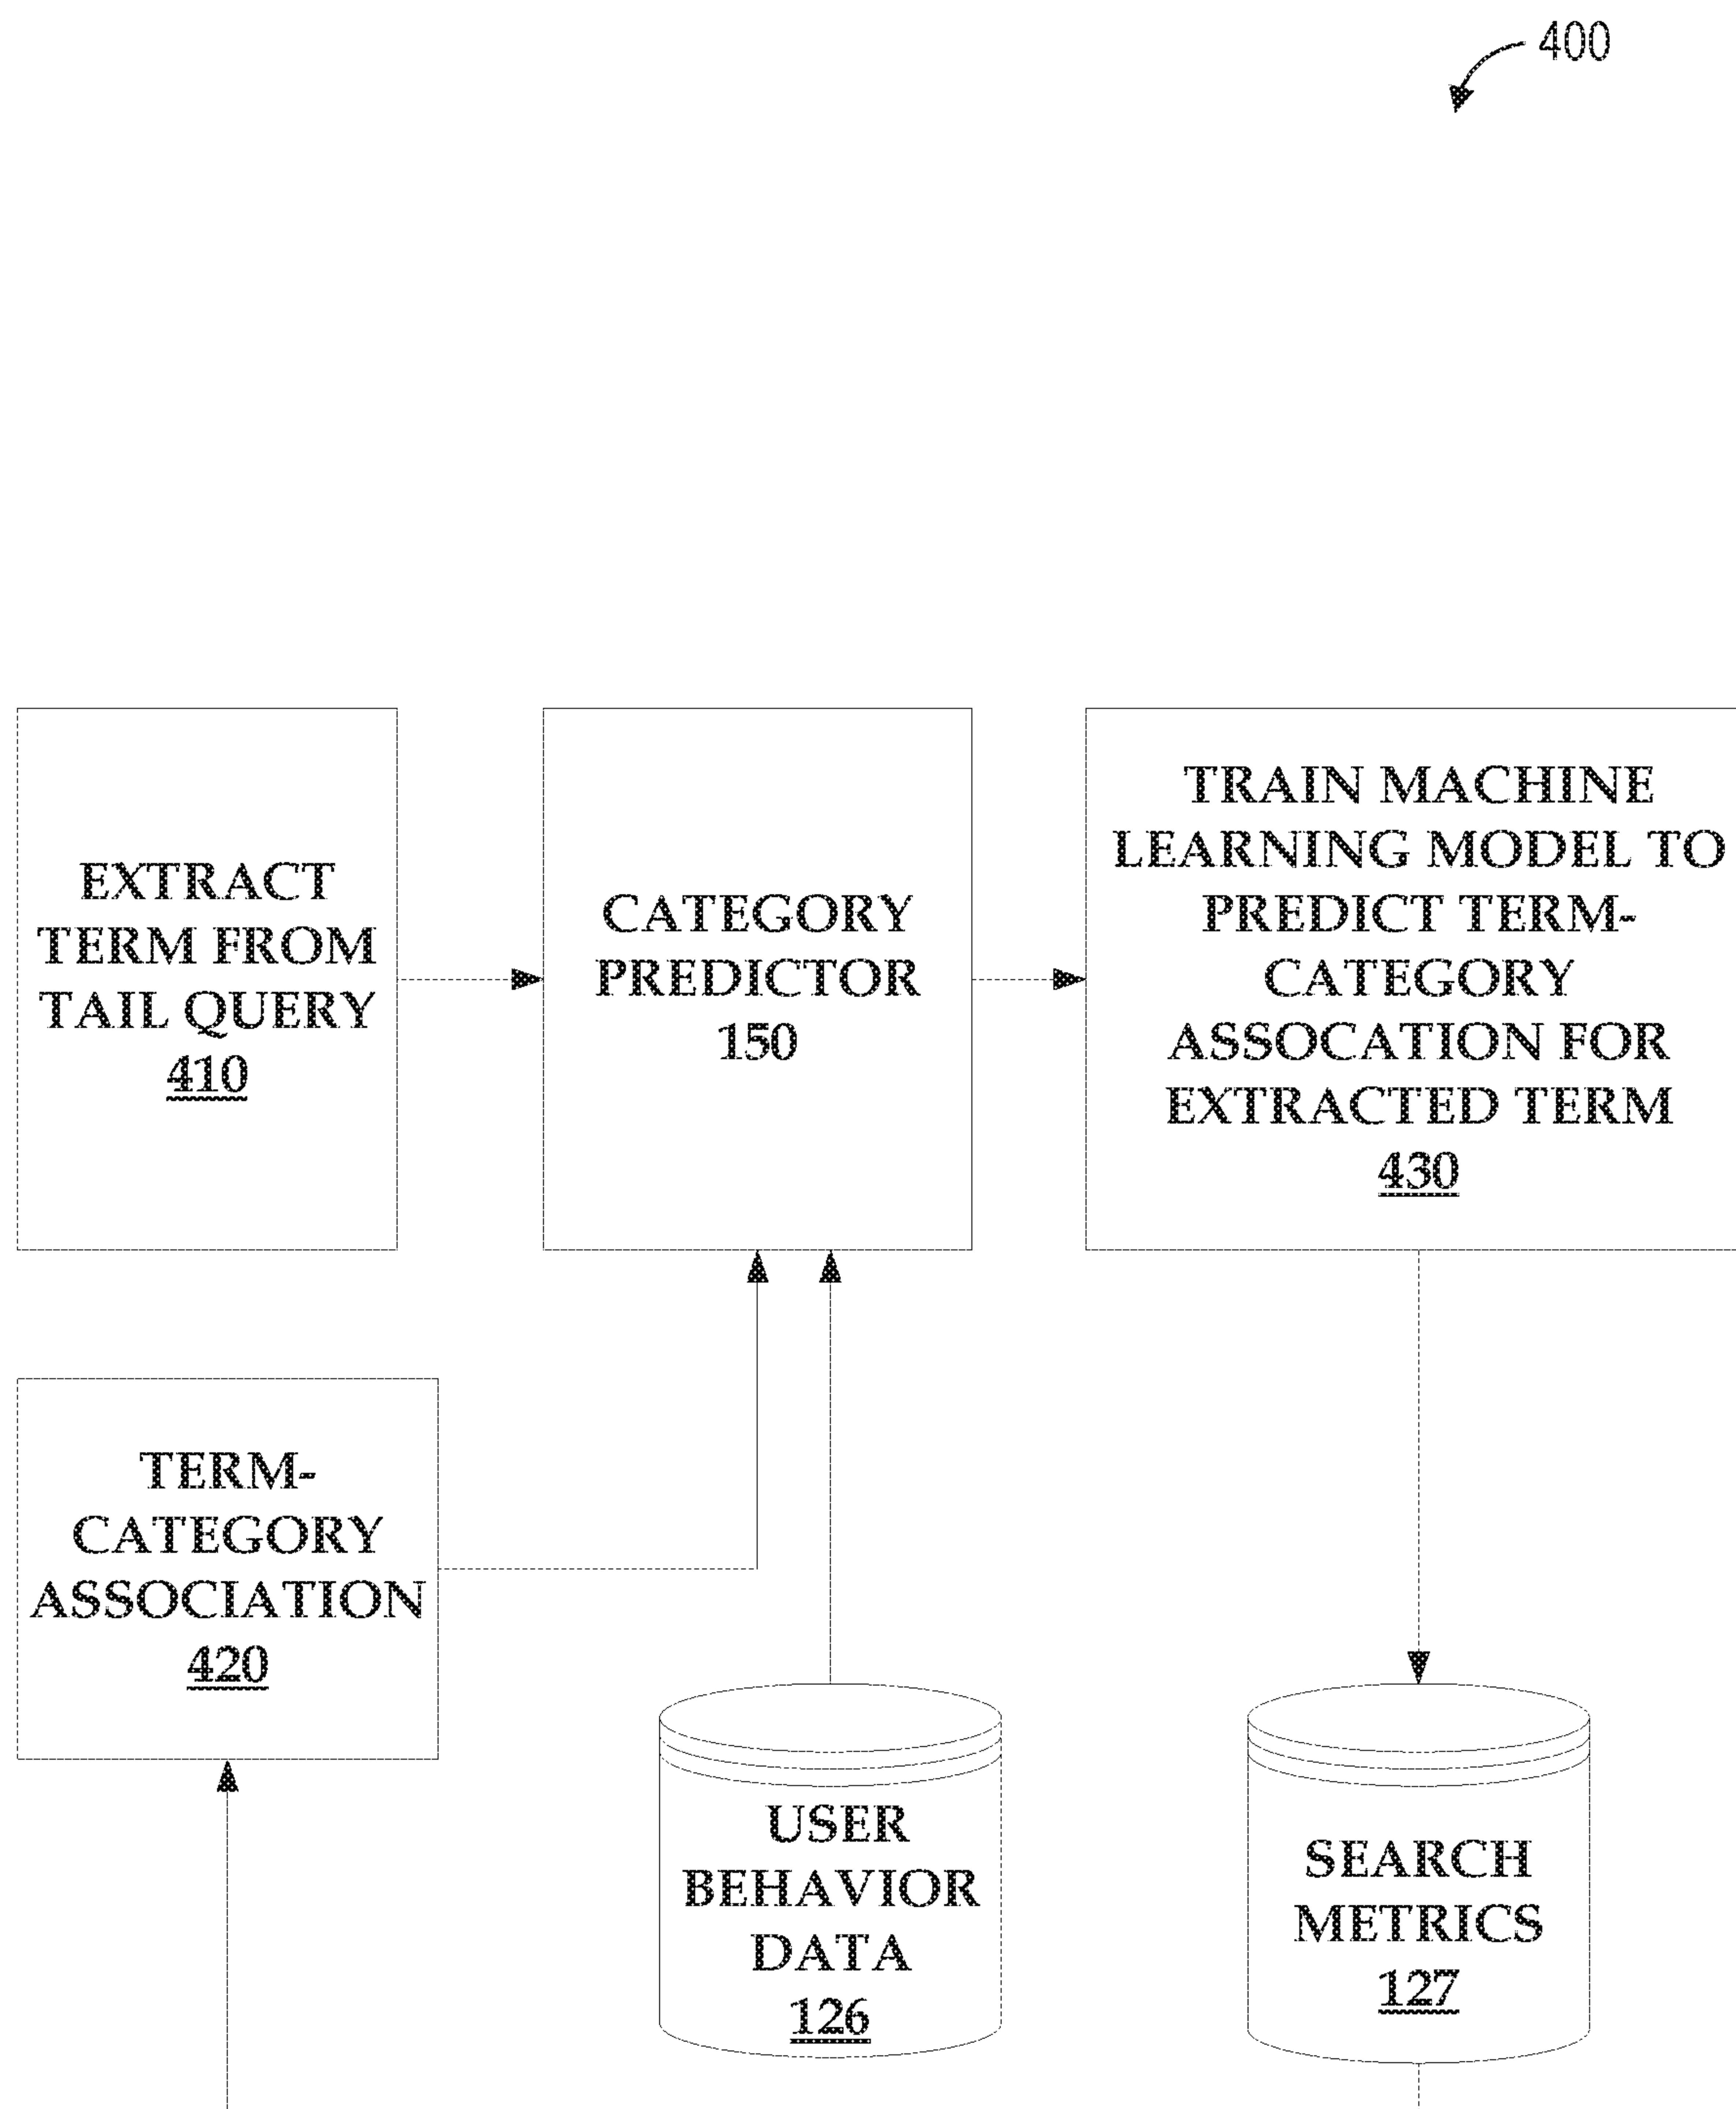 400
EXTRACT
TERM FROM
TAIL QUERY
410
CATEGORY
PREDICTOR
150
TRAIN MACHINE
LEARNING MODEL TO
PREDICT TERM-
CATEGORY
ASSOCATION FOR
EXTRACTED TERM
430
TERM-
CATEGORY
ASSOCIATION
420
USER
BEHAVIOR
DATA
126
SEARCH
METRICS
127